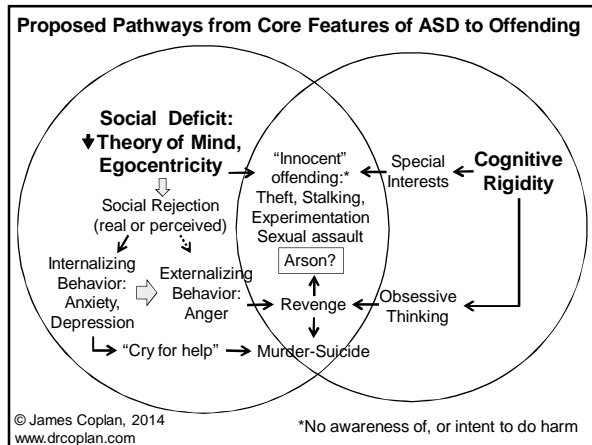 Proposed Pathways from Core Features of ASD to Offending
Social Deficit:
Theory of Mind,
Egocentricity
Social Rejection
(real or perceived)
Internalizing
Behavior:
Anxiety,
Depression
Externalizing
Behavior:
Anger
"Cry for help"
"Innocent"
offending:*
Theft, Stalking,
Experimentation
Sexual assault
Arson?
Revenge
Murder-Suicide
Special
Interests
Cognitive
Rigidity
Obsessive
Thinking
© James Coplan, 2014
www.drcoplan.com
*No awareness of, or intent to do harm